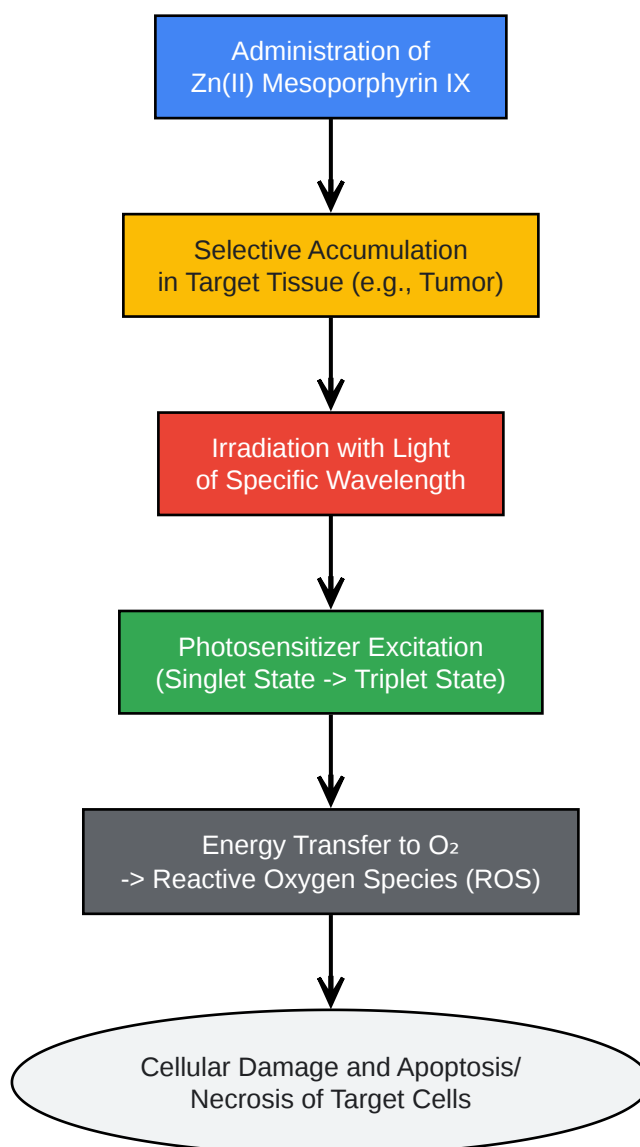 Administration of
Zn(II) Mesoporphyrin IX
Selective Accumulation
in Target Tissue (e.g., Tumor)
Irradiation with Light
of Specific Wavelength
Photosensitizer Excitation
(Singlet State -> Triplet State)
Energy Transfer to O₂
-> Reactive Oxygen Species (ROS)
Cellular Damage and Apoptosis/
Necrosis of Target Cells